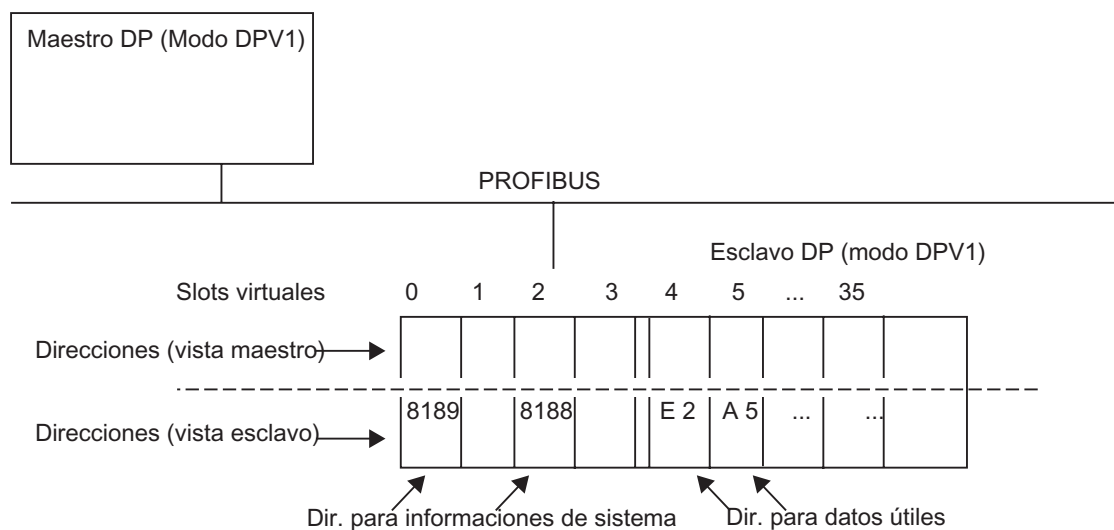 Maestro DP (Modo DPV1)
PROFIBUS
Esclavo DP (modo DPV1)
Slots virtuales 0 1 2 3 4 5 ... 35
Direcciones (vista maestro)
Direcciones (vista esclavo) 8189 8188 E 2 A 5 ... ...
Dir. para informaciones de sistema Dir. para datos útiles